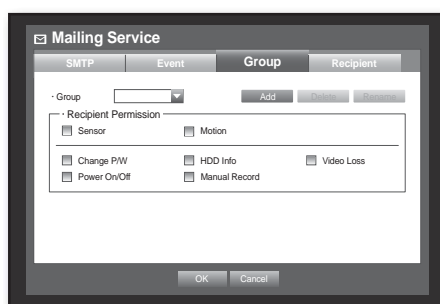 Mailing Service
SMTP Event Group Recipient
· Group Add Delete Rename
· Recipient Permission
Sensor Motion
Change P/W HDD Info Video Loss
Power On/Off Manual Record
OK Cancel